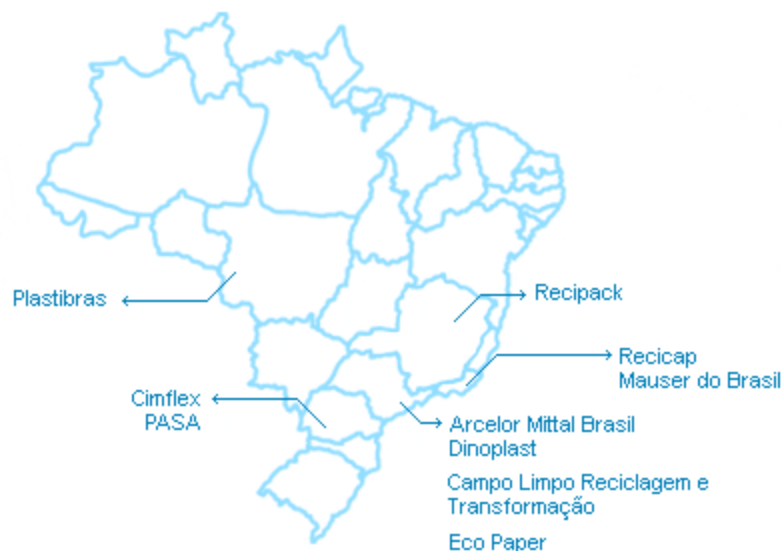 Plastibras
Recipack
Recicap
Mauser do Brasil
Cimflex
PASA
Arcelor Mittal Brasil
Dinoplast
Campo Limpo Reciclagem e
Transformação
Eco Paper